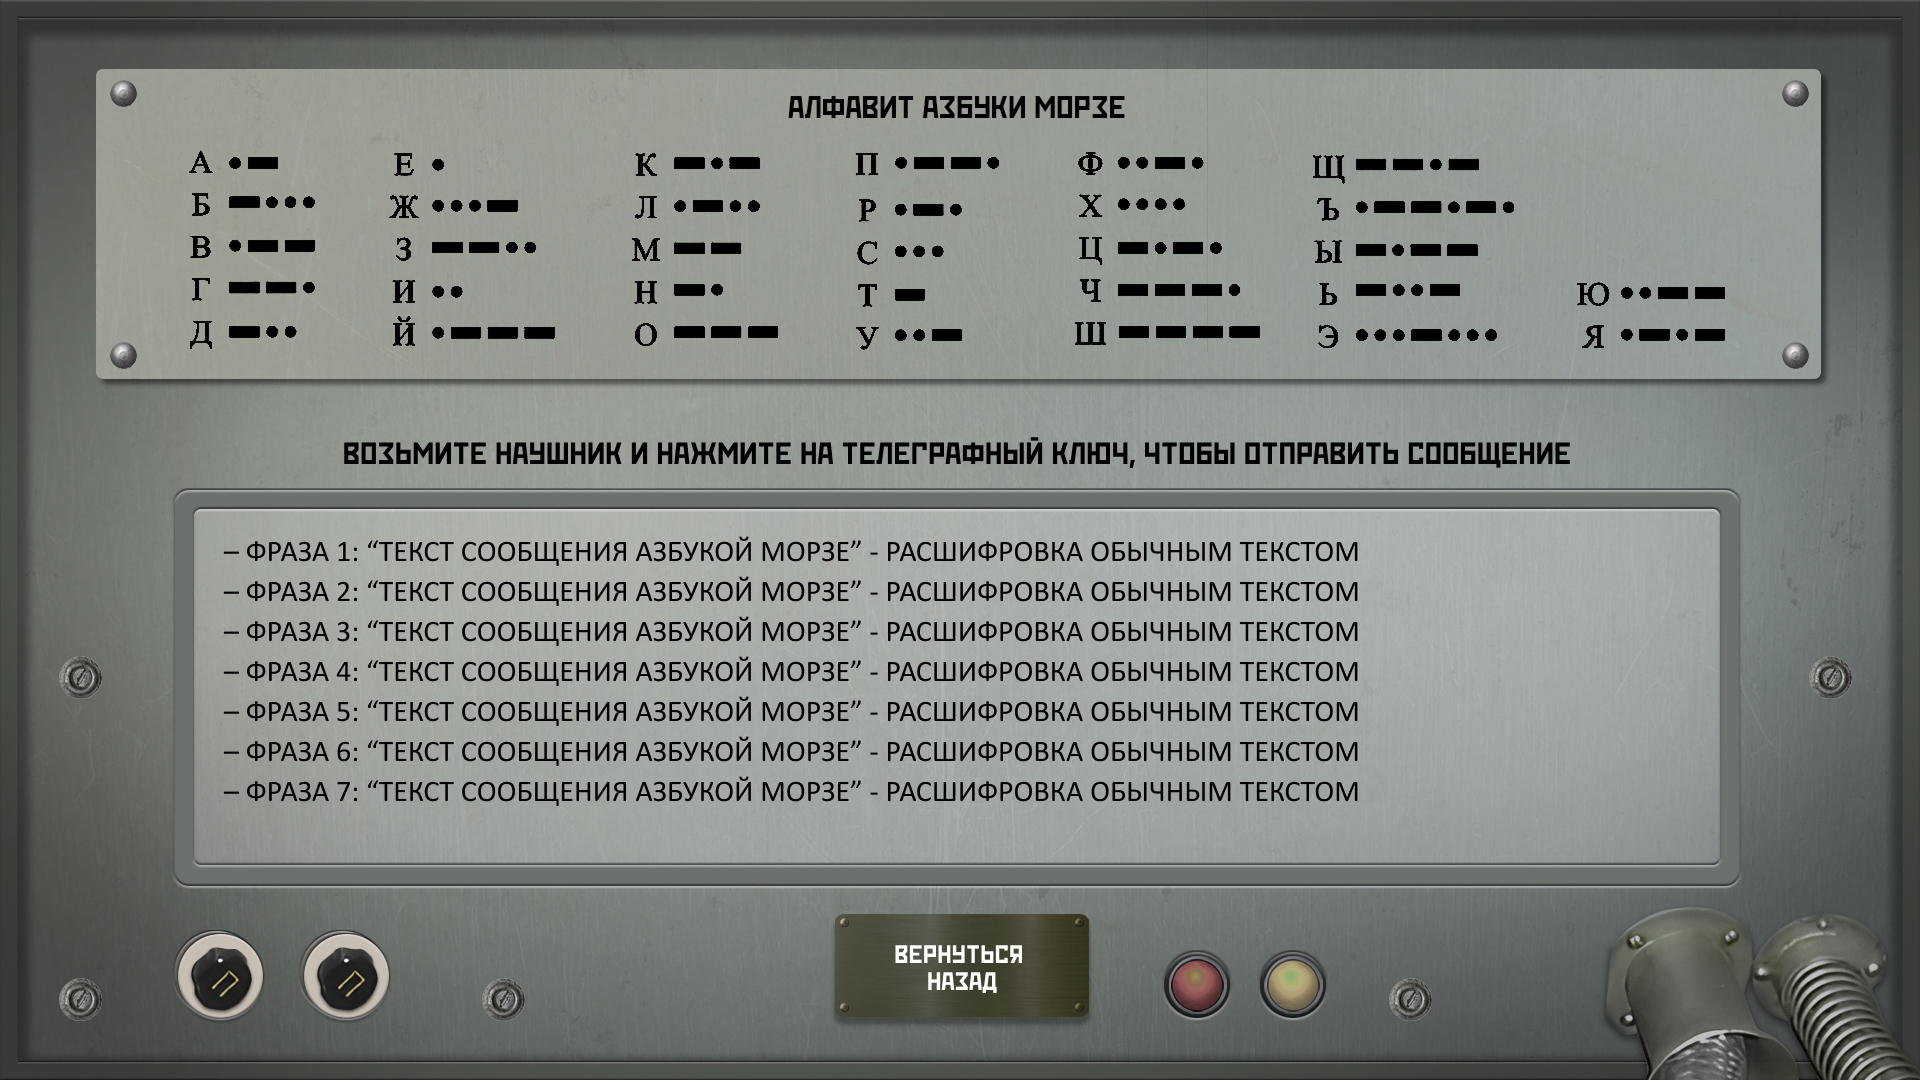 АЛФАВИТ АЗБУКИ МОРЗЕ
А •– Е • К –•– П •––• Ф ••–• Щ ––•–
Б –••• Ж •••– Л •–•• Р •–• Х •••• Ъ •––•–•
В •–– З ––•• М –– С ••• Ц –•–• Ы –•––
Г ––• И •• Н –• Т – Ч –––• Ь –••– Ю ••––
Д –•• Й •––– О ––– У ••– Ш –––– Э •••–••• Я •–•–
ВОЗЬМИТЕ НАУШНИК И НАЖМИТЕ НА ТЕЛЕГРАФНЫЙ КЛЮЧ, ЧТОБЫ ОТПРАВИТЬ СООБЩЕНИЕ
– ФРАЗА 1: “ТЕКСТ СООБЩЕНИЯ АЗБУКОЙ МОРЗЕ” - РАСШИФРОВКА ОБЫЧНЫМ ТЕКСТОМ
– ФРАЗА 2: “ТЕКСТ СООБЩЕНИЯ АЗБУКОЙ МОРЗЕ” - РАСШИФРОВКА ОБЫЧНЫМ ТЕКСТОМ
– ФРАЗА 3: “ТЕКСТ СООБЩЕНИЯ АЗБУКОЙ МОРЗЕ” - РАСШИФРОВКА ОБЫЧНЫМ ТЕКСТОМ
– ФРАЗА 4: “ТЕКСТ СООБЩЕНИЯ АЗБУКОЙ МОРЗЕ” - РАСШИФРОВКА ОБЫЧНЫМ ТЕКСТОМ
– ФРАЗА 5: “ТЕКСТ СООБЩЕНИЯ АЗБУКОЙ МОРЗЕ” - РАСШИФРОВКА ОБЫЧНЫМ ТЕКСТОМ
– ФРАЗА 6: “ТЕКСТ СООБЩЕНИЯ АЗБУКОЙ МОРЗЕ” - РАСШИФРОВКА ОБЫЧНЫМ ТЕКСТОМ
– ФРАЗА 7: “ТЕКСТ СООБЩЕНИЯ АЗБУКОЙ МОРЗЕ” - РАСШИФРОВКА ОБЫЧНЫМ ТЕКСТОМ
ВЕРНУТЬСЯ
НАЗАД